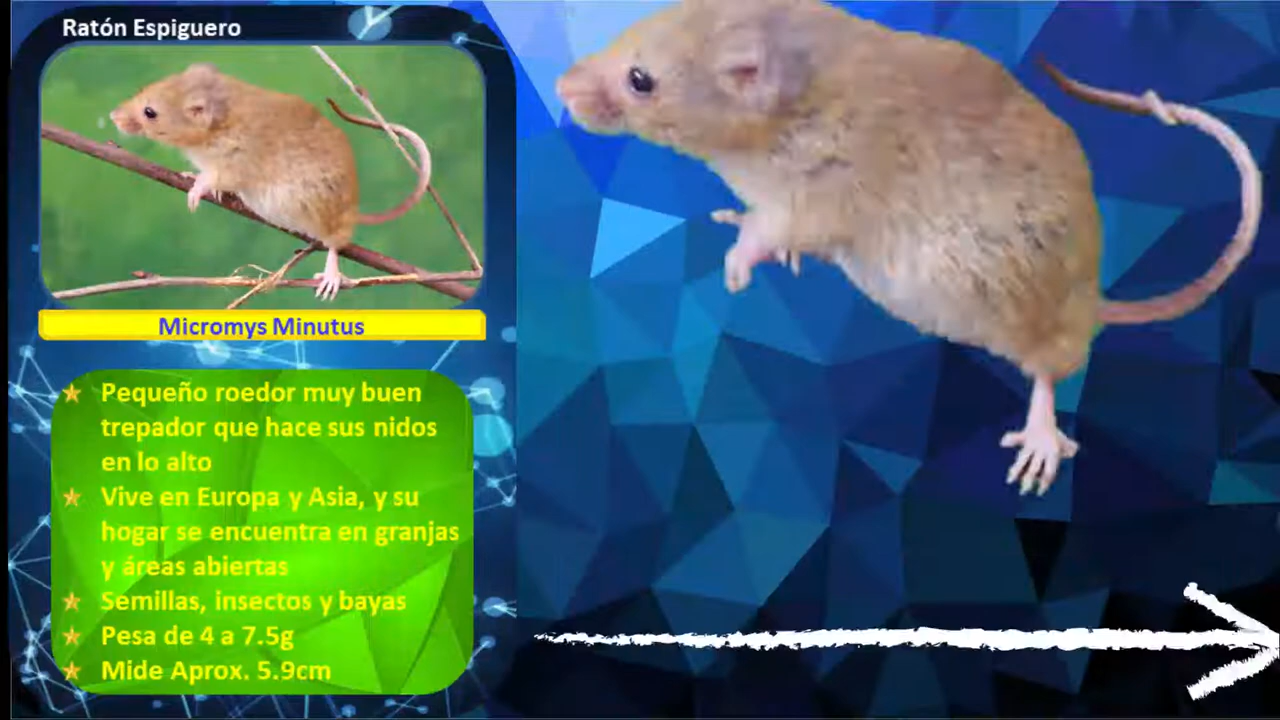 Ratón Espiguero
Micromys Minutus
Pequeño roedor muy buen
trepador que hace sus nidos
en lo alto
Vive en Europa y Asia, y su
hogar se encuentra en granjas
y áreas abiertas
Semillas, insectos y bayas
Pesa de 4 a 7.5g
Mide Aprox. 5.9cm